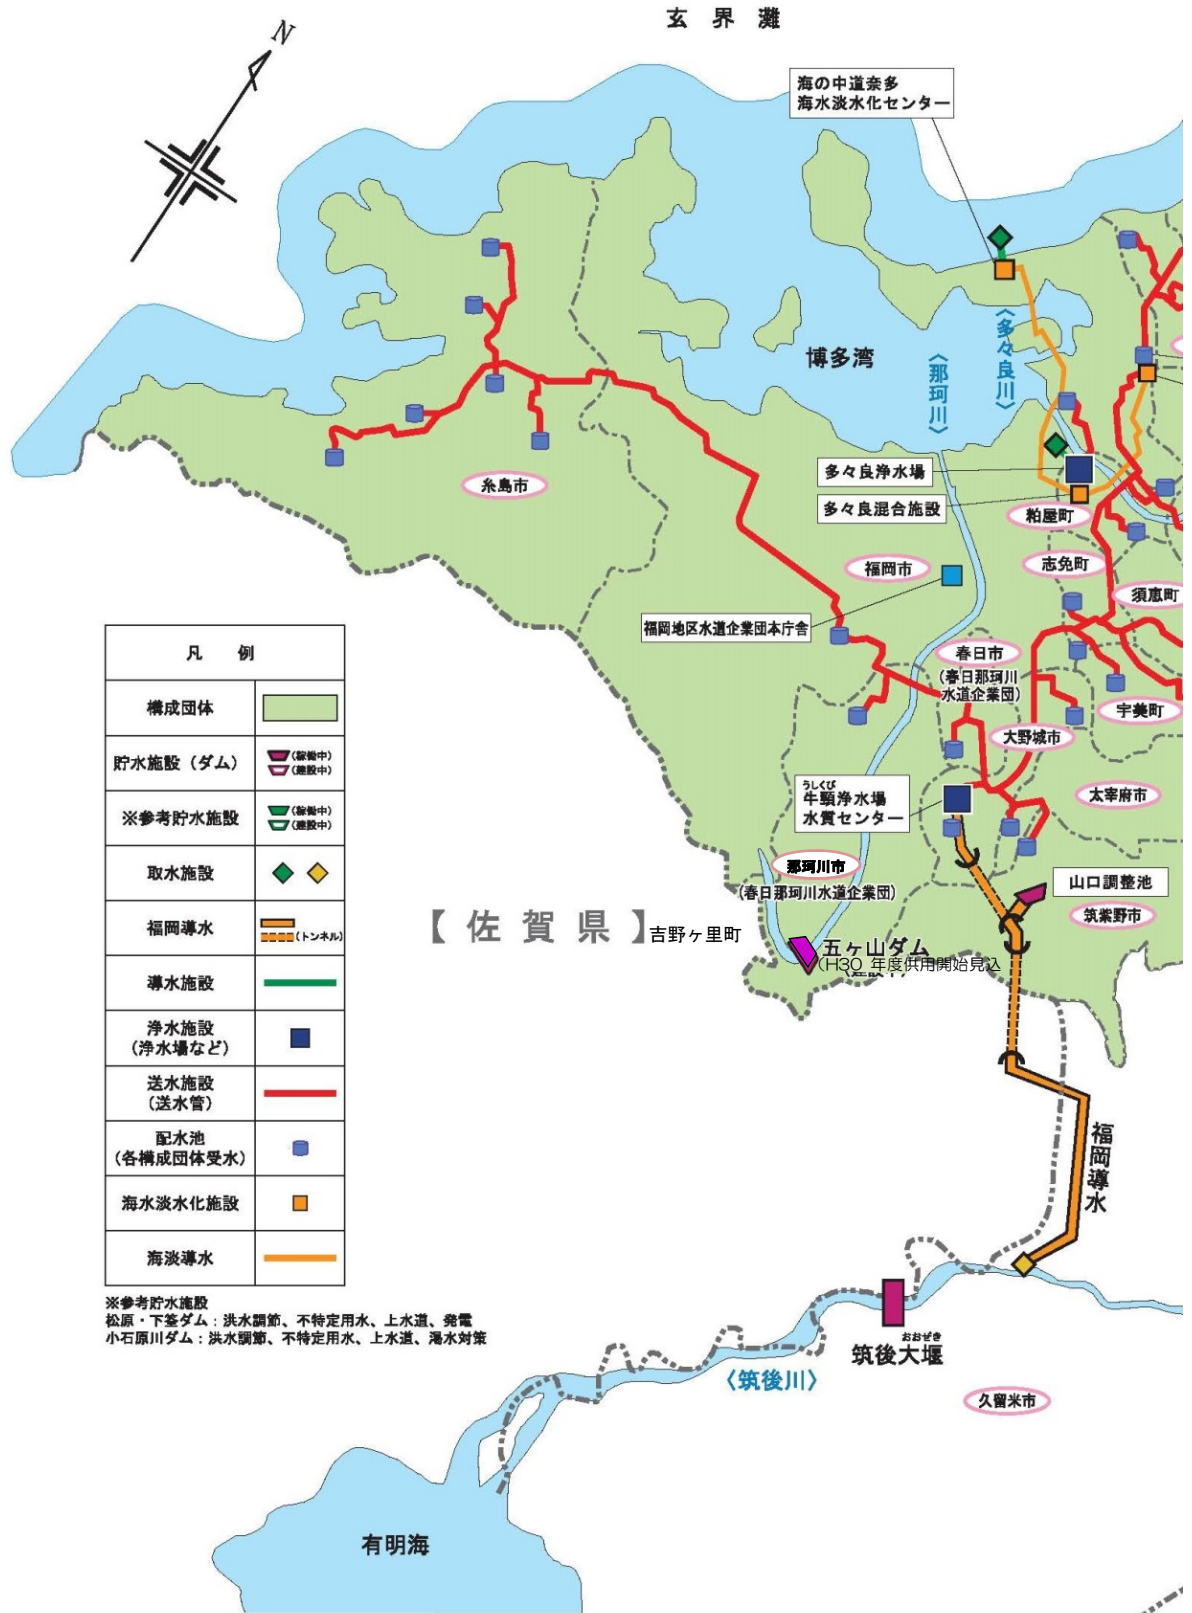 玄界灘
N
海の中道奈多
海水淡水化センター
〈多々良川〉
博多湾
〈那珂川〉
多々良浄水場
多々良混合施設
糸島市
粕屋町
志免町
福岡市
須恵町
福岡地区水道企業団本庁舎
春日市
(春日那珂川
水道企業団)
宇美町
大野城市
うしくび
牛頸浄水場
水質センター
太宰府市
那珂川市
(春日那珂川水道企業団)
山口調整池
筑紫野市
【佐賀県】
吉野ヶ里町
五ヶ山ダム
(H30 年度供用開始見込
福岡導水
おおぜき
筑後大堰
〈筑後川〉
久留米市
有明海
凡例
構成団体
貯水施設(ダム)
(稼働中)
(建設中)
※参考貯水施設
(稼働中)
(建設中)
取水施設
福岡導水
(トンネル)
導水施設
浄水施設
(浄水場など)
送水施設
(送水管)
配水池
(各構成団体受水)
海水淡水化施設
海淡導水
※参考貯水施設
松原・下筌ダム:洪水調節、不特定用水、上水道、発電
小石原川ダム:洪水調節、不特定用水、上水道、渇水対策